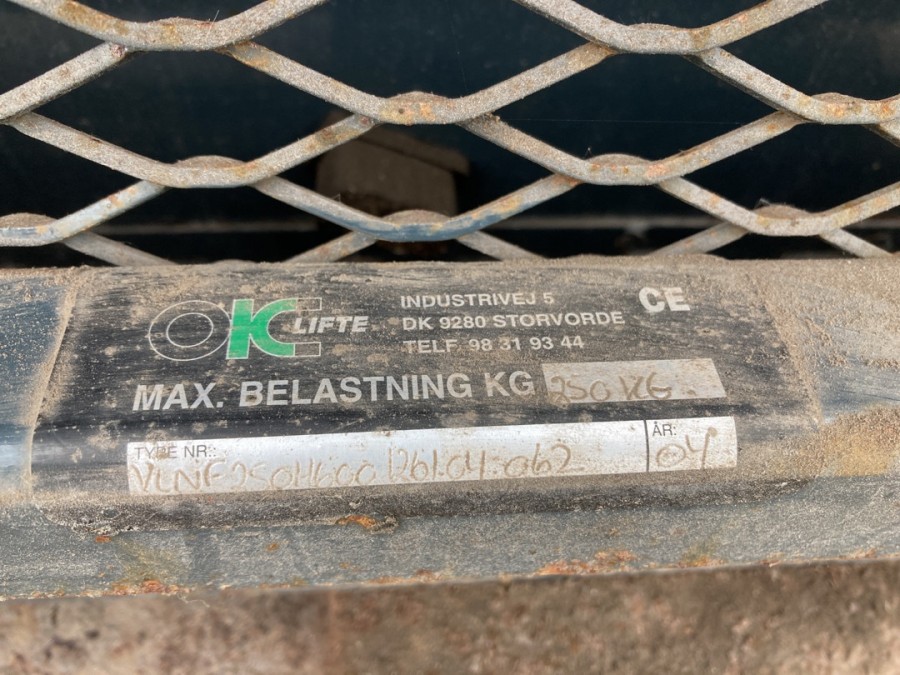 OK LIFTE
INDUSTRIVEJ 5
DK 9280 STORVORDE
TELF. 98 31 93 44
CE
MAX. BELASTNING KG 250 KG
TYPE NR.:
ÅR: 04